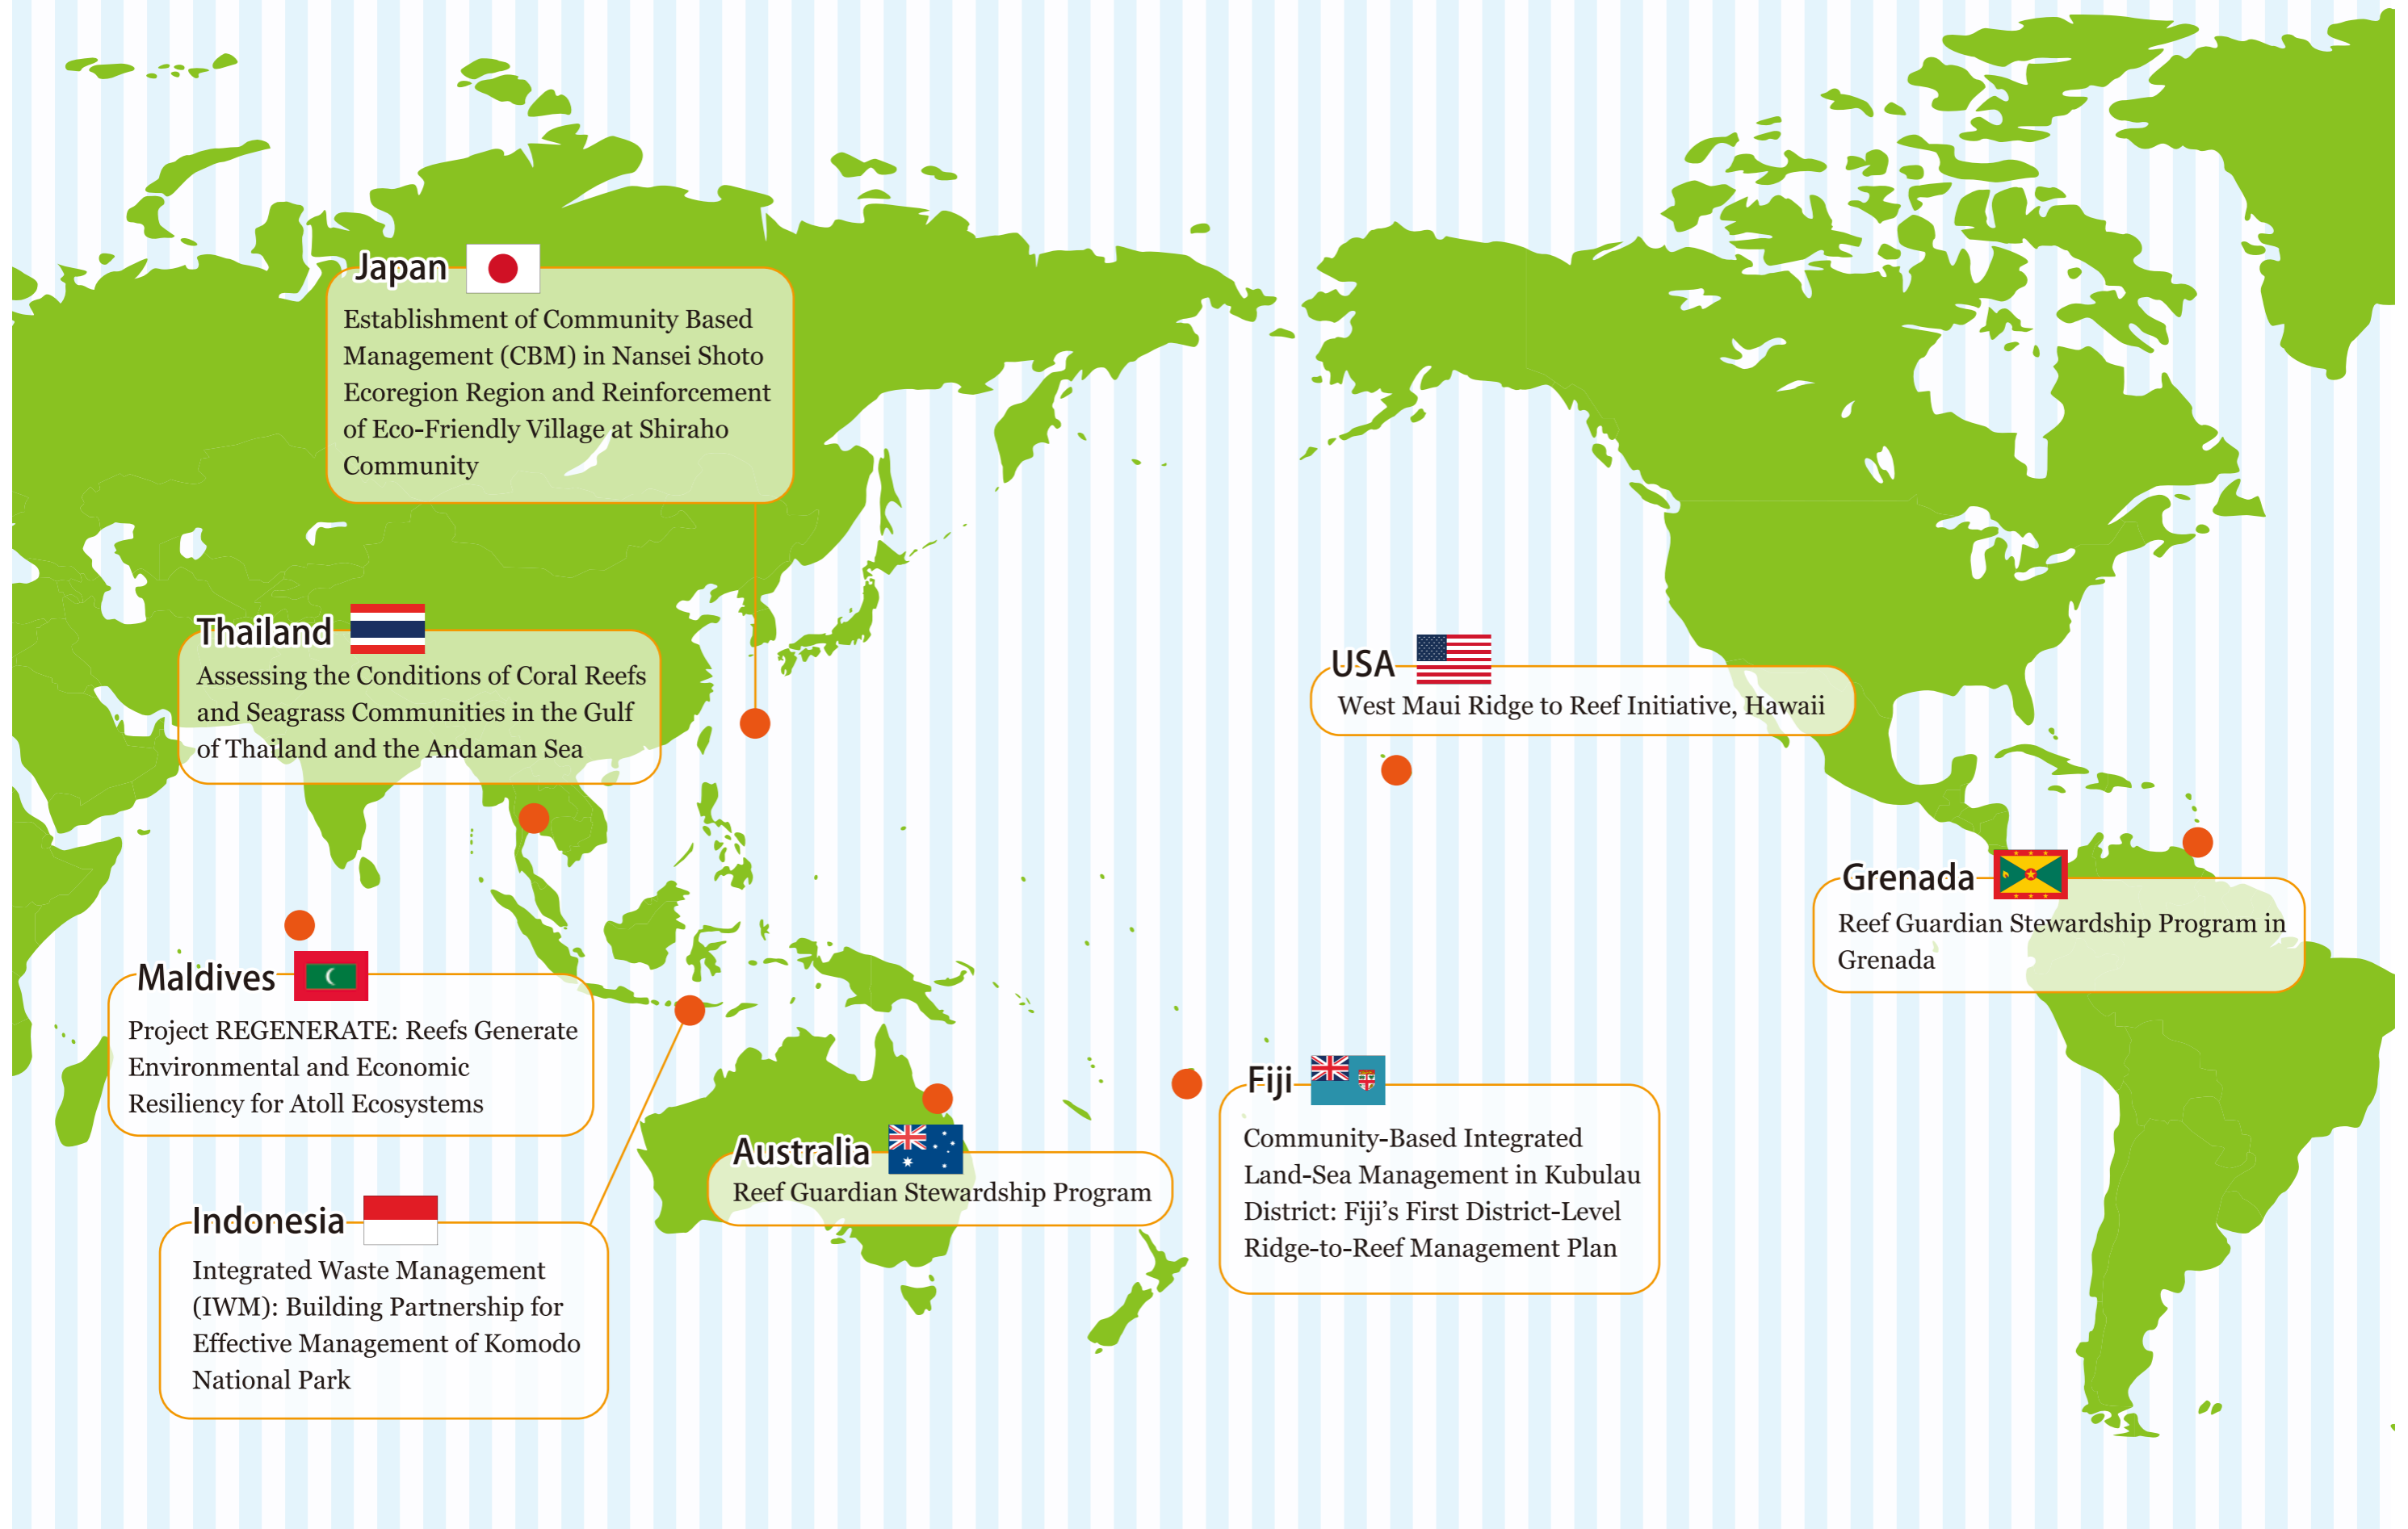 Japan
Establishment of Community Based
Management (CBM) in Nansei Shoto
Ecoregion Region and Reinforcement
of Eco-Friendly Village at Shiraho
Community
Thailand
Assessing the Conditions of Coral Reefs
and Seagrass Communities in the Gulf
of Thailand and the Andaman Sea
USA
West Maui Ridge to Reef Initiative, Hawaii
Grenada
Reef Guardian Stewardship Program in
Grenada
Maldives
Project REGENERATE: Reefs Generate
Environmental and Economic
Resiliency for Atoll Ecosystems
Fiji
Community-Based Integrated
Land-Sea Management in Kubulau
District: Fiji’s First District-Level
Ridge-to-Reef Management Plan
Australia
Reef Guardian Stewardship Program
Indonesia
Integrated Waste Management
(IWM): Building Partnership for
Effective Management of Komodo
National Park